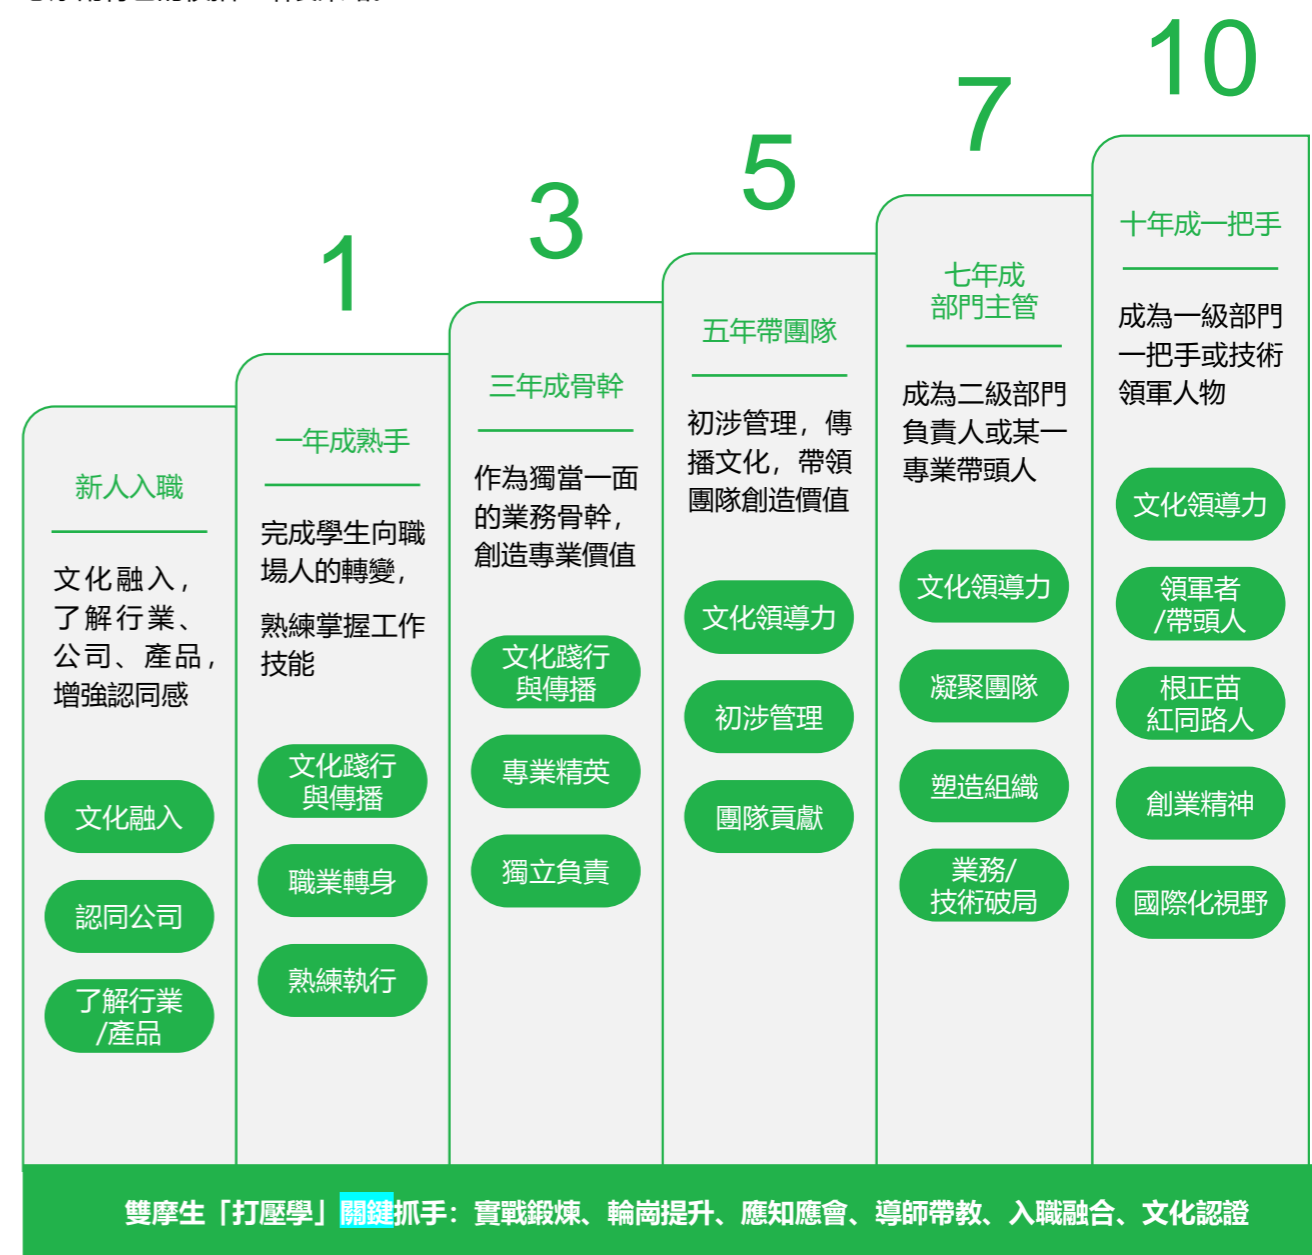 新人入職
文化融入，
了解行業、
公司、產品，
增強認同感
文化融入
認同公司
了解行業
/產品
1
一年成熟手
完成學生向職
場人的轉變，
熟練掌握工作
技能
文化踐行
與傳播
職業轉身
熟練執行
3
三年成骨幹
作為獨當一面
的業務骨幹，
創造專業價值
文化踐行
與傳播
專業精英
獨立負責
5
五年帶團隊
初涉管理，傳
播文化，帶領
團隊創造價值
文化領導力
初涉管理
團隊貢獻
7
七年成
部門主管
成為二級部門
負責人或某一
專業帶頭人
文化領導力
凝聚團隊
塑造組織
業務/
技術破局
10
十年成一把手
成為一級部門
一把手或技術
領軍人物
文化領導力
領軍者
/帶頭人
根正苗
紅同路人
創業精神
國際化視野
雙摩生「打壓學」關鍵抓手：實戰鍛煉、輪崗提升、應知應會、導師帶教、入職融合、文化認證